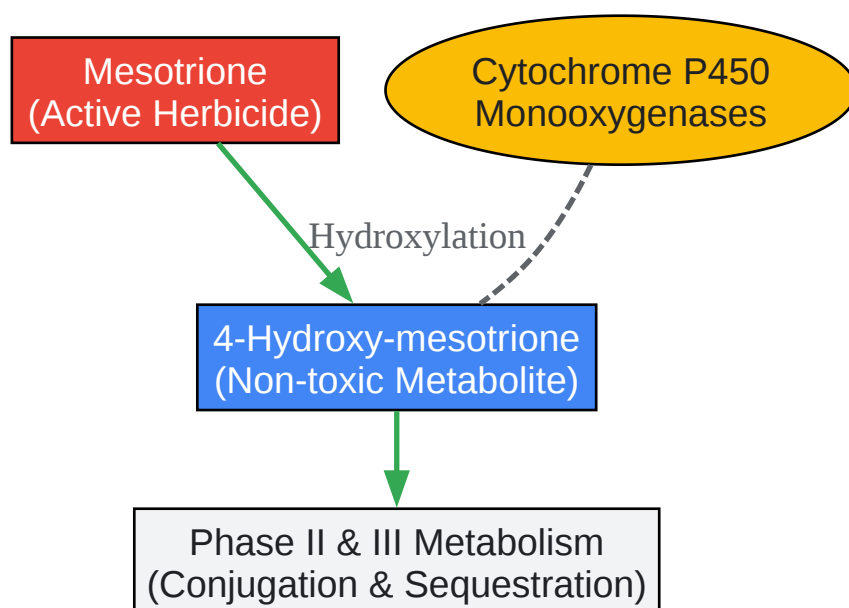 Mesotrione
(Active Herbicide)
Cytochrome P450
Monooxygenases
Hydroxylation
4-Hydroxy-mesotrione
(Non-toxic Metabolite)
Phase II & III Metabolism
(Conjugation & Sequestration)